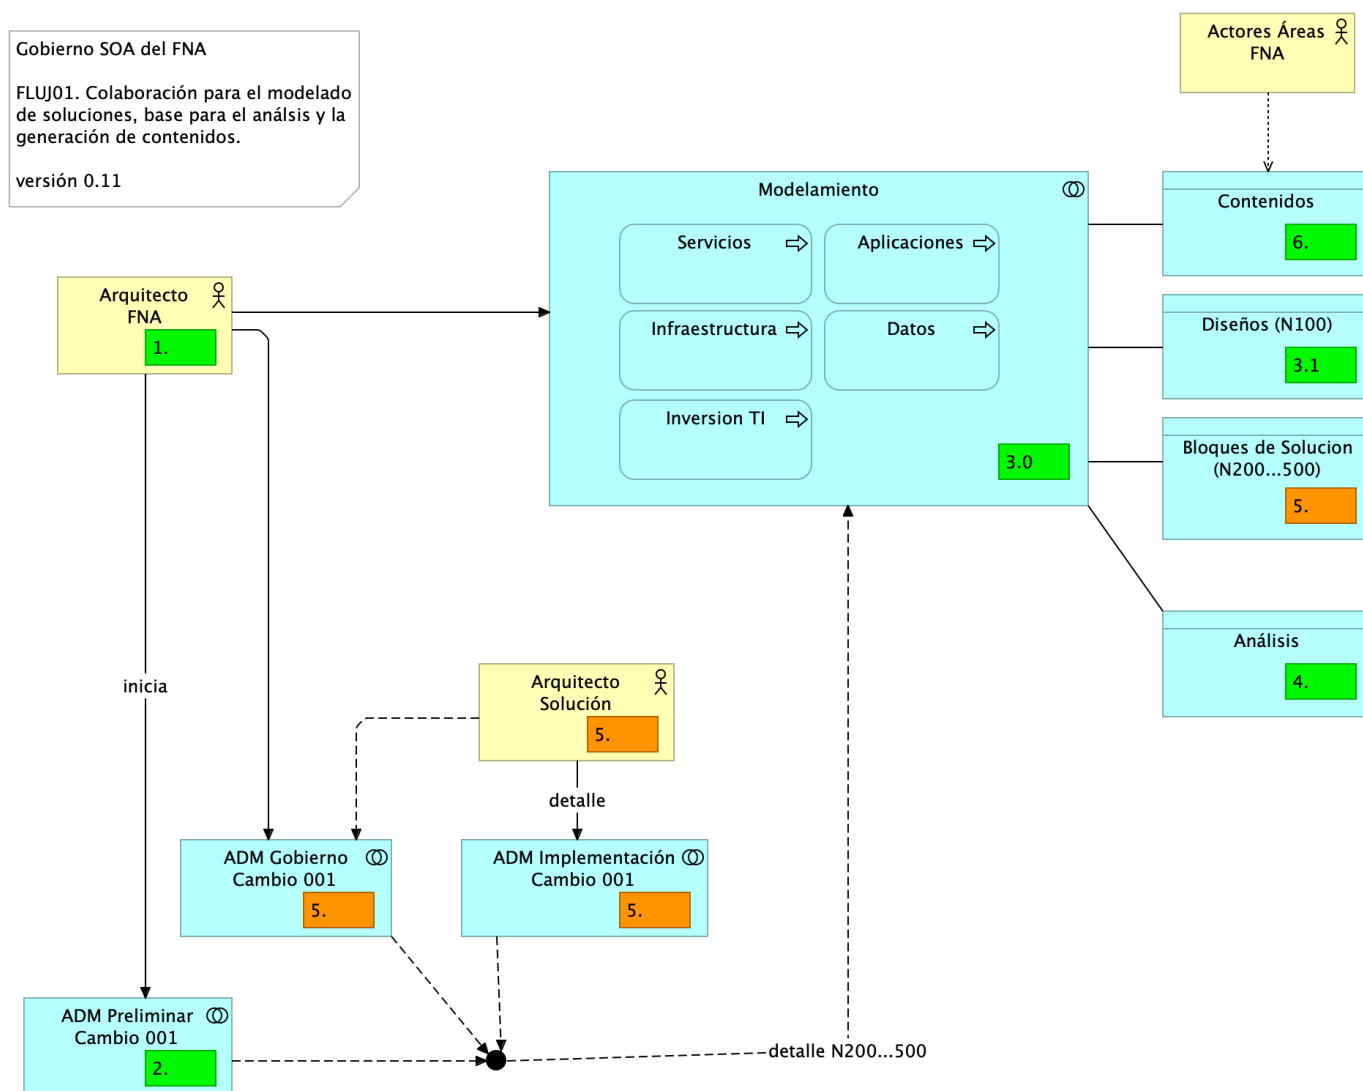 Gobierno SOA del FNA
FLUJ01. Colaboración para el modelado
de soluciones, base para el análsis y la
generación de contenidos.
versión 0.11
Actores Áreas
FNA
Modelamiento
Servicios
Aplicaciones
Infraestructura
Datos
Inversion TI
3.0
Contenidos
6.
Diseños (N100)
3.1
Bloques de Solucion
(N200...500)
5.
Análisis
4.
Arquitecto
FNA
1.
inicia
Arquitecto
Solución
5.
detalle
ADM Gobierno
Cambio 001
5.
ADM Implementación
Cambio 001
5.
ADM Preliminar
Cambio 001
2.
detalle N200...500